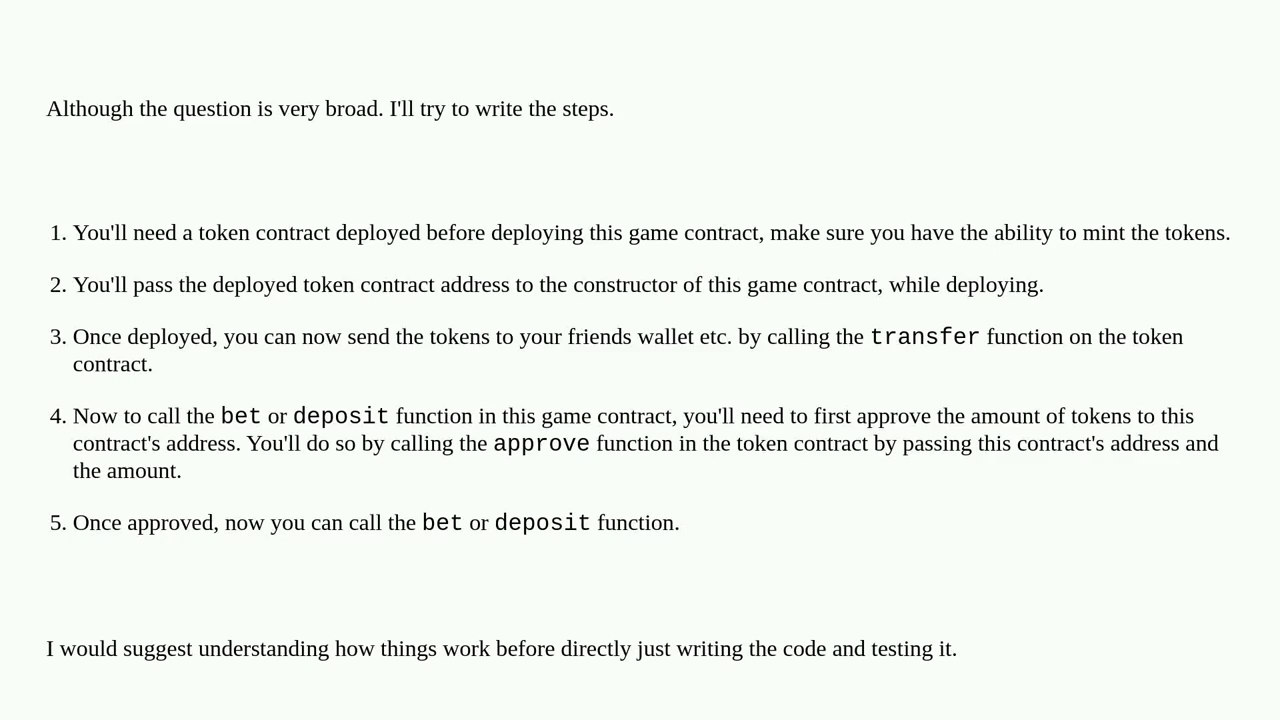 Although the question is very broad. I'll try to write the steps.
1. You'll need a token contract deployed before deploying this game contract, make sure you have the ability to mint the tokens.
2. You'll pass the deployed token contract address to the constructor of this game contract, while deploying.
3. Once deployed, you can now send the tokens to your friends wallet etc. by calling the transfer function on the token
contract.
4. Now to call the bet or deposit function in this game contract, you'll need to first approve the amount of tokens to this
contract's address. You'll do so by calling the approve function in the token contract by passing this contract's address and
the amount.
5. Once approved, now you can call the bet or deposit function.
I would suggest understanding how things work before directly just writing the code and testing it.